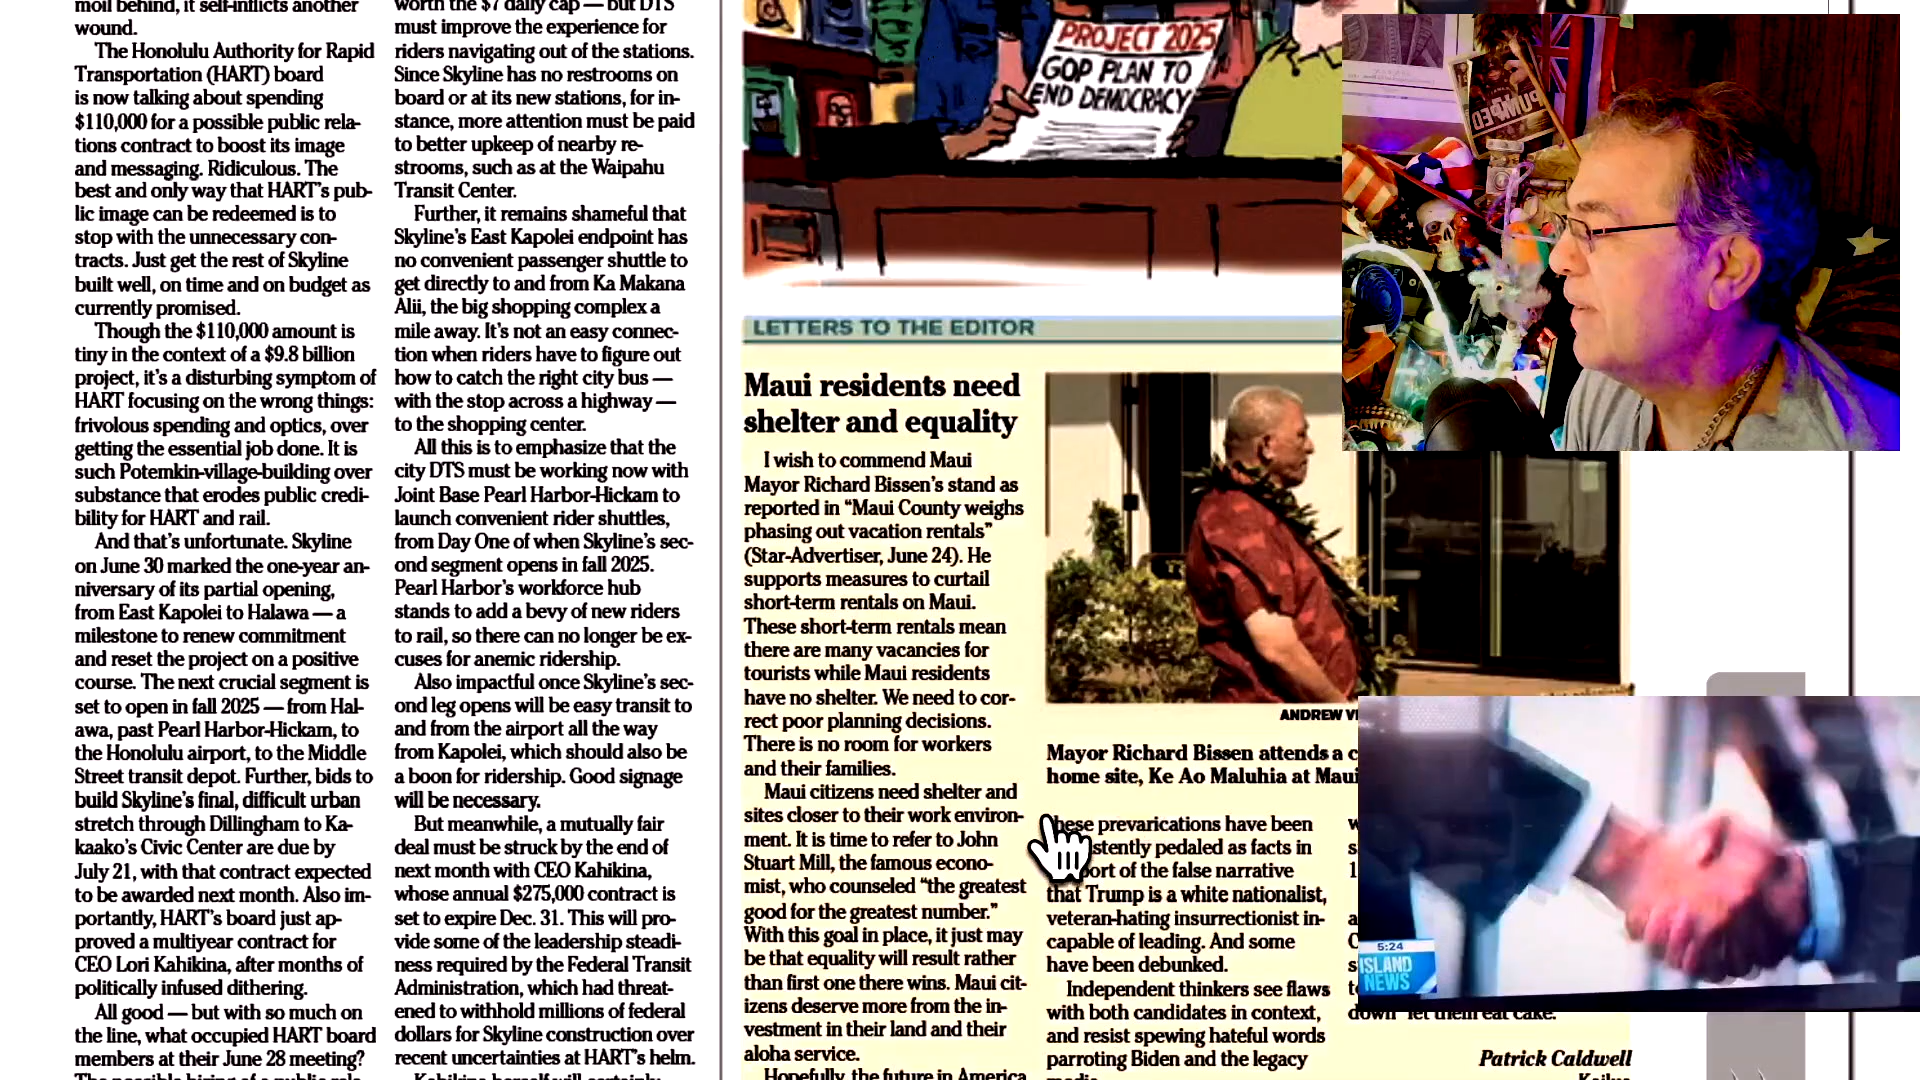 moil behind, it self-inflicts another
wound.
The Honolulu Authority for Rapid
Transportation (HART) board
is now talking about spending
$110,000 for a possible public rela-
tions contract to boost its image
and messaging. Ridiculous. The
best and only way that HART's pub-
lic image can be redeemed is to
stop with the unnecessary con-
tracts. Just get the rest of Skyline
built well, on time and on budget as
currently promised.
Though the $110,000 amount is
tiny in the context of a $9.8 billion
project, it's a disturbing symptom of
HART focusing on the wrong things:
frivolous spending and optics, over
getting the essential job done. It is
such Potemkin-village-building over
substance that erodes public credi-
bility for HART and rail.
And that's unfortunate. Skyline
on June 30 marked the one-year an-
niversary of its partial opening,
from East Kapolei to Halawa — a
milestone to renew commitment
and reset the project on a positive
course. The next crucial segment is
set to open in fall 2025 — from Hal-
awa, past Pearl Harbor-Hickam, to
the Honolulu airport, to the Middle
Street transit depot. Further, bids to
build Skyline's final, difficult urban
stretch through Dillingham to Ka-
kaako's Civic Center are due by
July 21, with that contract expected
to be awarded next month. Also im-
portantly, HART's board just ap-
proved a multiyear contract for
CEO Lori Kahikina, after months of
politically infused dithering.
All good — but with so much on
the line, what occupied HART board
members at their June 28 meeting?
The possible hiring of a public rela-
worth the $7 daily cap — but DTS
must improve the experience for
riders navigating out of the stations.
Since Skyline has no restrooms on
board or at its new stations, for in-
stance, more attention must be paid
to better upkeep of nearby re-
strooms, such as at the Waipahu
Transit Center.
Further, it remains shameful that
Skyline's East Kapolei endpoint has
no convenient passenger shuttle to
get directly to and from Ka Makana
Alii, the big shopping complex a
mile away. It's not an easy connec-
tion when riders have to figure out
how to catch the right city bus —
with the stop across a highway —
to the shopping center.
All this is to emphasize that the
city DTS must be working now with
Joint Base Pearl Harbor-Hickam to
launch convenient rider shuttles,
from Day One of when Skyline's sec-
ond segment opens in fall 2025.
Pearl Harbor's workforce hub
stands to add a bevy of new riders
to rail, so there can no longer be ex-
cuses for anemic ridership.
Also impactful once Skyline's sec-
ond leg opens will be easy transit to
and from the airport all the way
from Kapolei, which should also be
a boon for ridership. Good signage
will be necessary.
But meanwhile, a mutually fair
deal must be struck by the end of
next month with CEO Kahikina,
whose annual $275,000 contract is
set to expire Dec. 31. This will pro-
vide some of the leadership steadi-
ness required by the Federal Transit
Administration, which had threat-
ened to withhold millions of federal
dollars for Skyline construction over
recent uncertainties at HART's helm.
Kahikina herself will certainly
PROJECT 2025
GOP PLAN TO
END DEMOCRACY
LETTERS TO THE EDITOR
Maui residents need
shelter and equality
I wish to commend Maui
Mayor Richard Bissen's stand as
reported in "Maui County weighs
phasing out vacation rentals"
(Star-Advertiser, June 24). He
supports measures to curtail
short-term rentals on Maui.
These short-term rentals mean
there are many vacancies for
tourists while Maui residents
have no shelter. We need to cor-
rect poor planning decisions.
There is no room for workers
and their families.
Maui citizens need shelter and
sites closer to their work environ-
ment. It is time to refer to John
Stuart Mill, the famous econo-
mist, who counseled "the greatest
good for the greatest number."
With this goal in place, it just may
be that equality will result rather
than first one there wins. Maui cit-
izens deserve more from the in-
vestment in their land and their
aloha service.
Hopefully, the future in America
ANDREW
Mayor Richard Bissen attends a
home site, Ke Ao Maluhia at Maui
hese prevarications have been
istently pedaled as facts in
port of the false narrative
that Trump is a white nationalist,
veteran-hating insurrectionist in-
capable of leading. And some
have been debunked.
Independent thinkers see flaws
with both candidates in context,
and resist spewing hateful words
parroting Biden and the legacy
media.
down "let them eat cake."
Patrick Caldwell
Kailua
PUMPED
5:24
ISLAND
NEWS